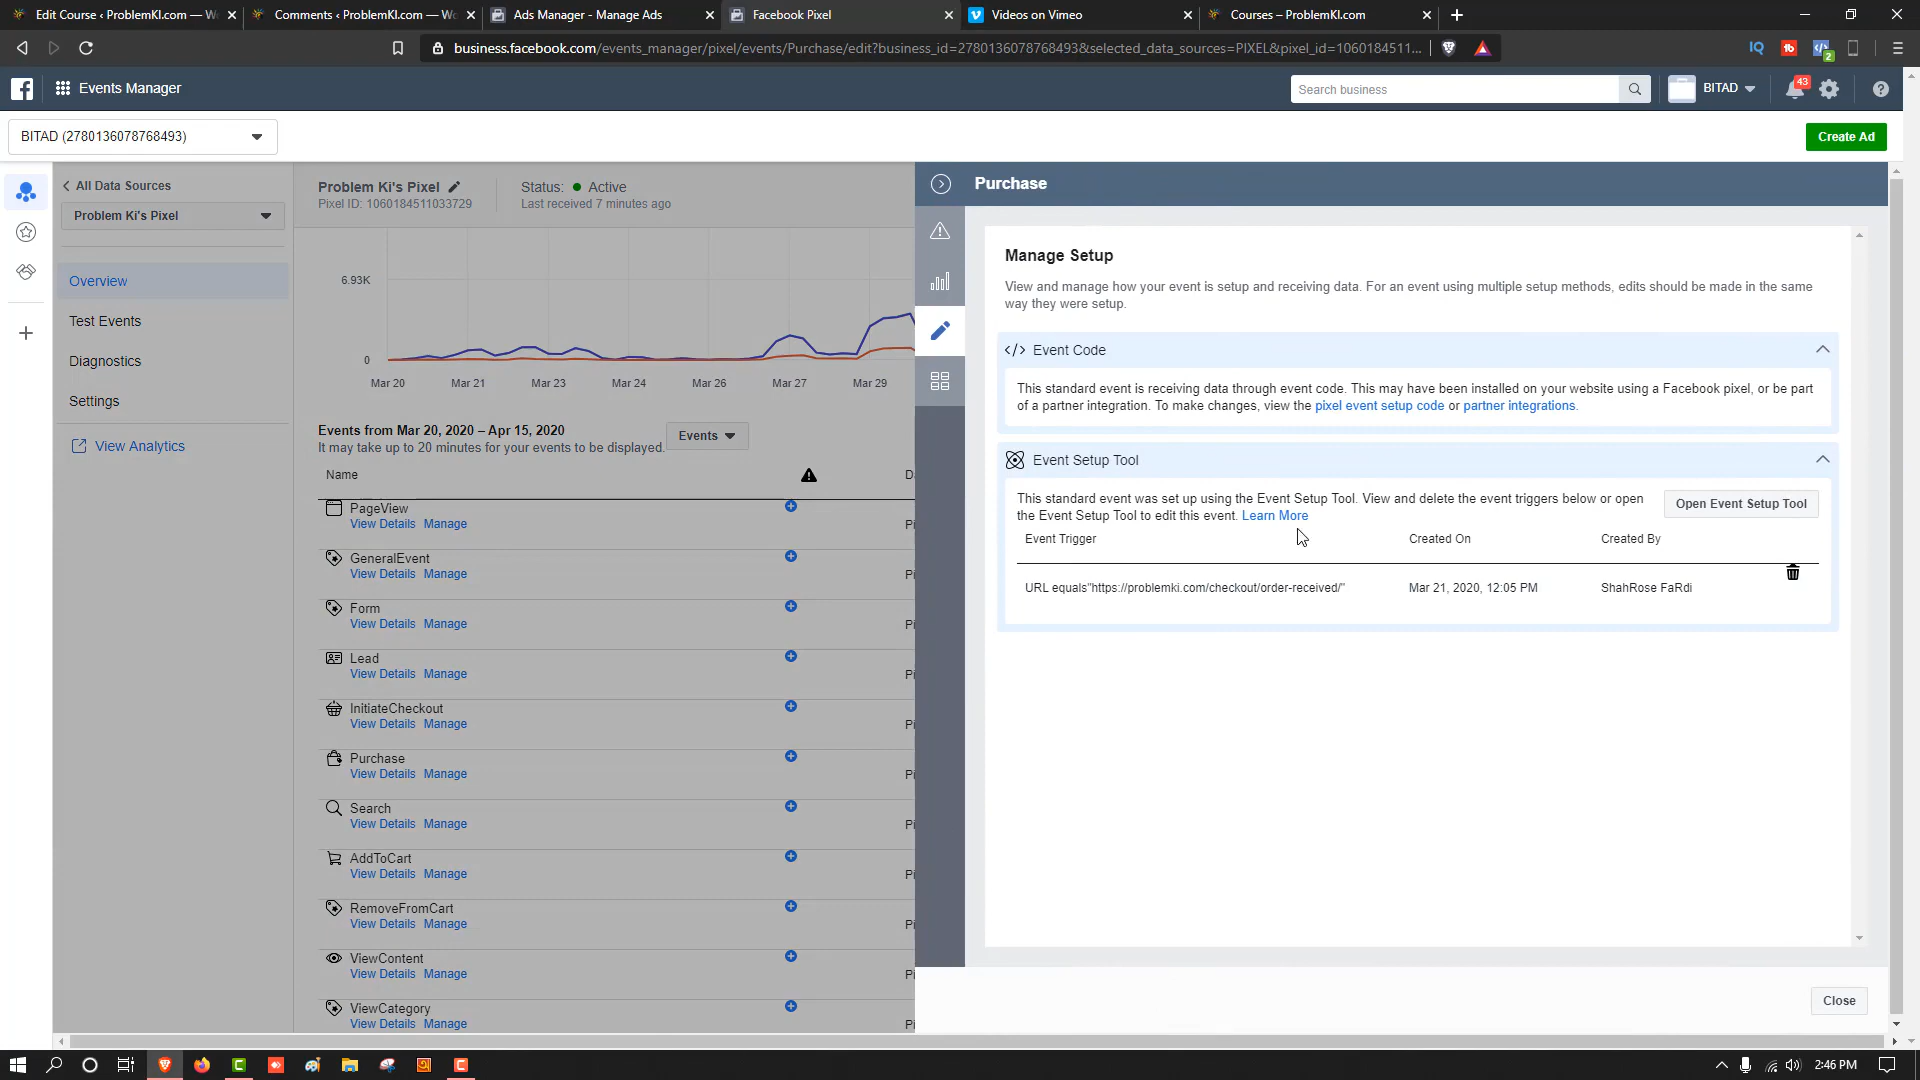 Edit Course ‹ ProblemKI.com — Wo
Comments ‹ ProblemKI.com — Wo
Ads Manager - Manage Ads
Facebook Pixel
Videos on Vimeo
Courses – ProblemKI.com
business.facebook.com/events_manager/pixel/events/Purchase/edit?business_id=2780136078768493&selected_data_sources=PIXEL&pixel_id=1060184511...
IQ
2
Events Manager
Search business
BITAD
43
BITAD (2780136078768493)
Create Ad
All Data Sources
Problem Ki's Pixel
Overview
Test Events
Diagnostics
Settings
View Analytics
Problem Ki's Pixel
Pixel ID: 1060184511033729
Status: Active
Last received 7 minutes ago
6.93K
0
Mar 20 Mar 21 Mar 23 Mar 24 Mar 26 Mar 27 Mar 29
Events from Mar 20, 2020 – Apr 15, 2020
It may take up to 20 minutes for your events to be displayed.
Events
Name
PageView
View Details Manage
GeneralEvent
View Details Manage
Form
View Details Manage
Lead
View Details Manage
InitiateCheckout
View Details Manage
Purchase
View Details Manage
Search
View Details Manage
AddToCart
View Details Manage
RemoveFromCart
View Details Manage
ViewContent
View Details Manage
ViewCategory
View Details Manage
Purchase
Manage Setup
View and manage how your event is setup and receiving data. For an event using multiple setup methods, edits should be made in the same
way they were setup.
</> Event Code
This standard event is receiving data through event code. This may have been installed on your website using a Facebook pixel, or be part
of a partner integration. To make changes, view the pixel event setup code or partner integrations.
Event Setup Tool
This standard event was set up using the Event Setup Tool. View and delete the event triggers below or open
the Event Setup Tool to edit this event. Learn More
Open Event Setup Tool
Event Trigger Created On Created By
URL equals"https://problemki.com/checkout/order-received/" Mar 21, 2020, 12:05 PM ShahRose FaRdi
Close
2:46 PM